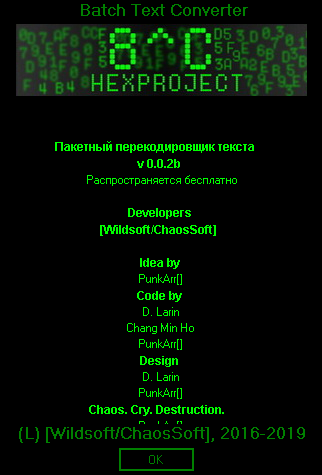 Batch Text Converter
8^C
HEXPROJECT
Пакетный перекодировщик текста
v 0.0.2b
Распространяется бесплатно
Developers
[Wildsoft/ChaosSoft]
Idea by
PunkArr[]
Code by
D. Larin
Chang Min Ho
PunkArr[]
Design
D. Larin
PunkArr[]
Chaos. Cry. Destruction.
(L) [Wildsoft/ChaosSoft], 2016-2019
OK